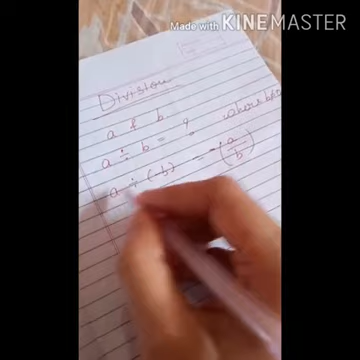 Made with KINEMASTER
Division
a & b
a ÷ b = ?
a ÷ (-b) = -(a/b)